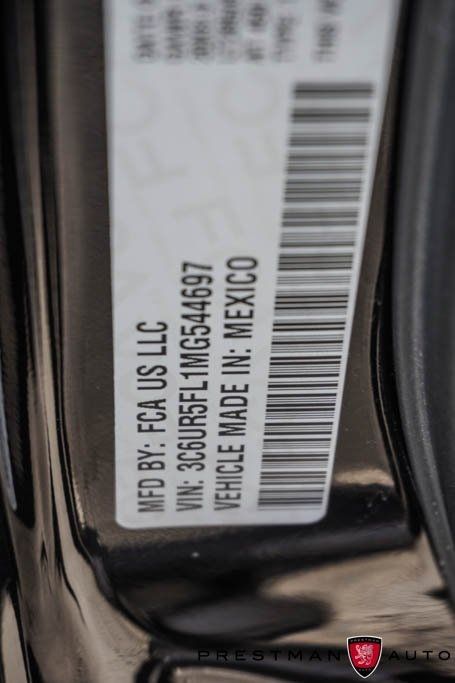 MFD BY: FCA US LLC
VIN: 3C6UR5FL1MG544697
VEHICLE MADE IN: MEXICO
PRESTMAN AUTO